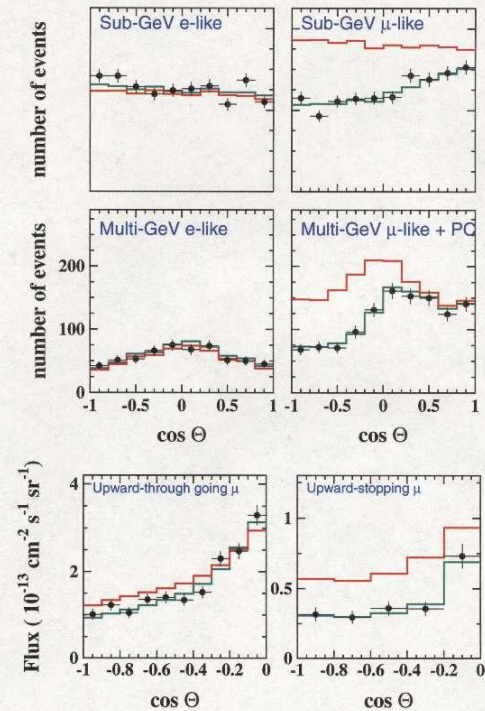 Sub-GeV e-like
Sub-GeV μ-like
number of events
Multi-GeV e-like
Multi-GeV μ-like + PC
number of events
200
100
0
-1 -0.5 0 0.5 1
-1 -0.5 0 0.5 1
cos Θ
cos Θ
Upward-through going μ
Upward-stopping μ
Flux ( 10-13 cm-2 s-1 sr-1)
4
2
0
1
0.5
0
-1 -0.8 -0.6 -0.4 -0.2 0
-1 -0.8 -0.6 -0.4 -0.2 0
cos Θ
cos Θ